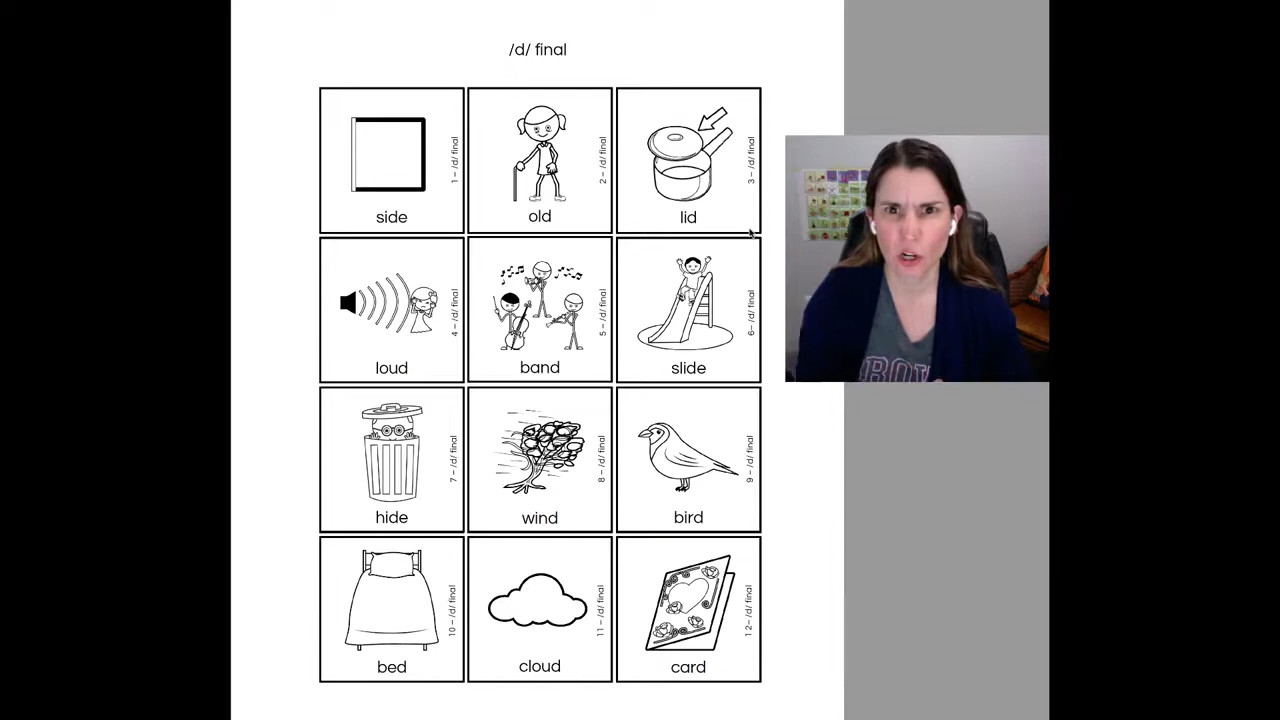 /d/ final
side
1 – /d/ final
old
2 – /d/ final
lid
3 – /d/ final
loud
4 – /d/ final
band
5 – /d/ final
slide
6– /d/ final
hide
7 – /d/ final
wind
8 – /d/ final
bird
9 – /d/ final
bed
10 – /d/ final
cloud
11 – /d/ final
card
12– /d/ final